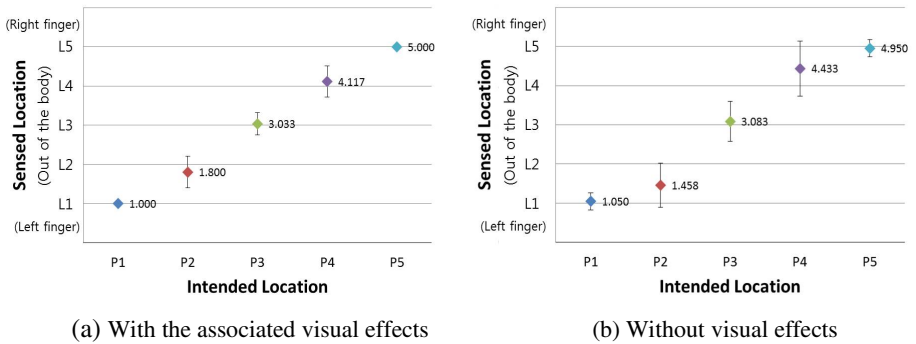 (Right finger)
L5
L4
L3
L2
L1
(Left finger)
Sensed Location
(Out of the body)
5.000
4.117
3.033
1.800
1.000
P1 P2 P3 P4 P5
Intended Location
(a) With the associated visual effects
(Right finger)
L5
L4
L3
L2
L1
(Left finger)
Sensed Location
(Out of the body)
4.950
4.433
3.083
1.458
1.050
P1 P2 P3 P4 P5
Intended Location
(b) Without visual effects